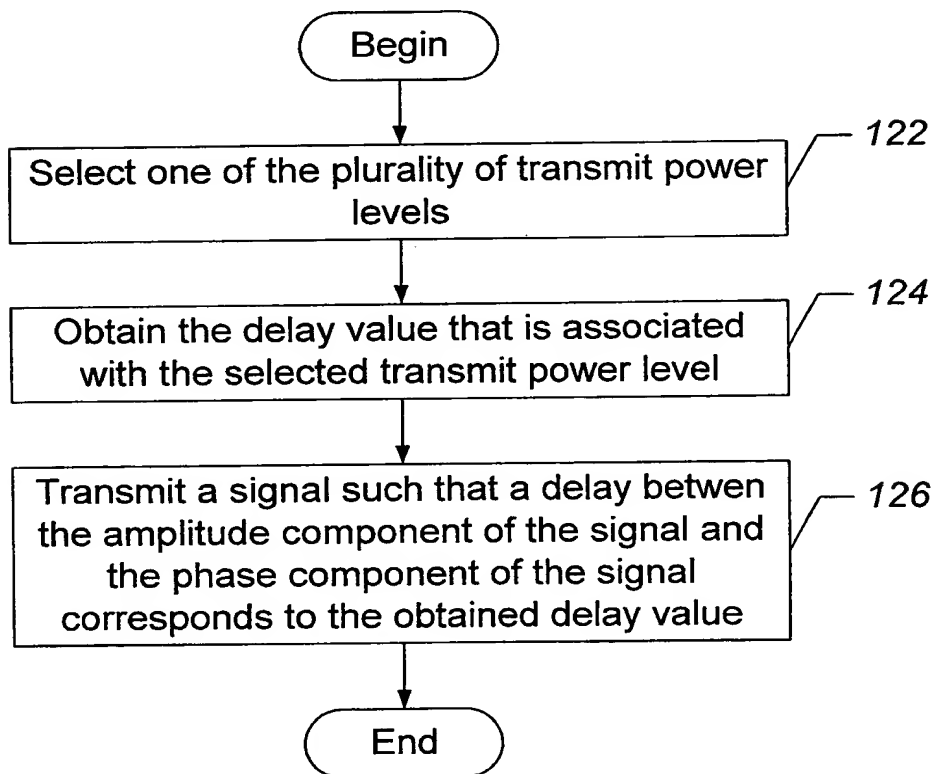 Begin
122
Select one of the plurality of transmit power
levels
124
Obtain the delay value that is associated
with the selected transmit power level
126
Transmit a signal such that a delay betwen
the amplitude component of the signal and
the phase component of the signal
corresponds to the obtained delay value
End